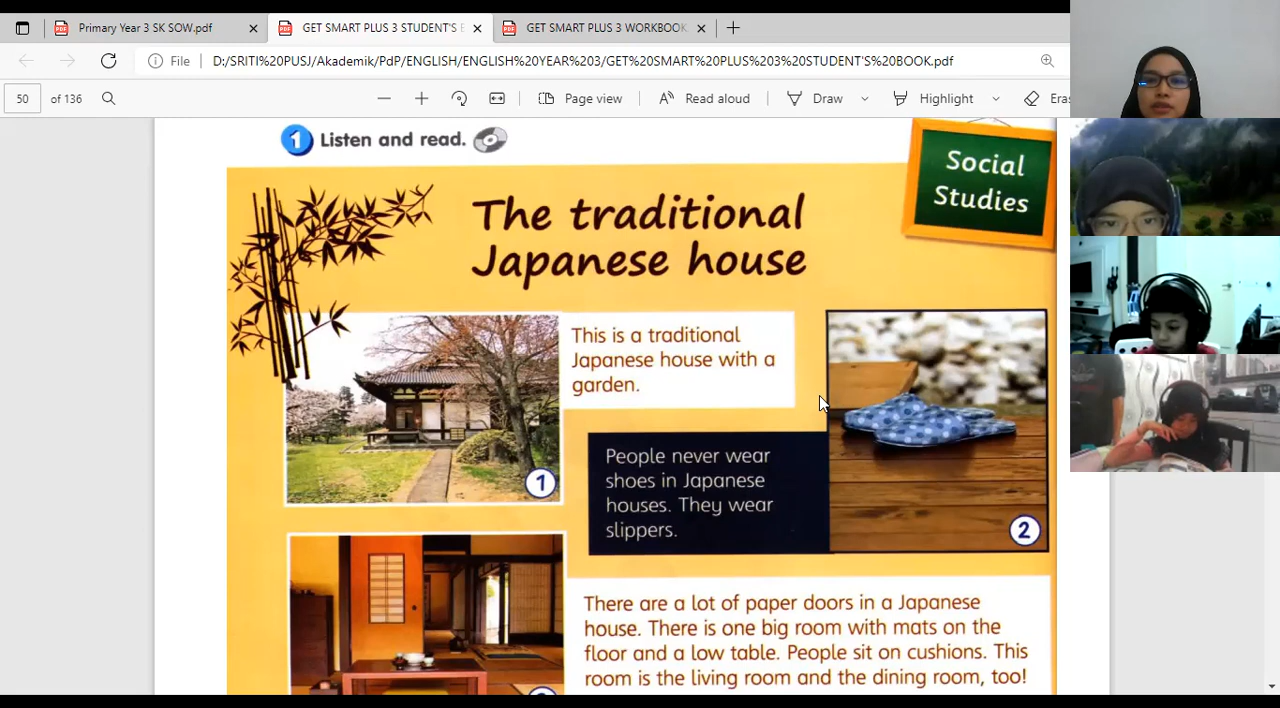 Primary Year 3 SK SOW.pdf
GET SMART PLUS 3 STUDENT'S
GET SMART PLUS 3 WORKBOOK
File
D:/SRITI%20PUSJ/Akademik/PdP/ENGLISH/ENGLISH%20YEAR%203/GET%20SMART%20PLUS%203%20STUDENT'S%20BOOK.pdf
50 of 136
Page view
Read aloud
Draw
Highlight
1 Listen and read.
Social
Studies
The traditional
Japanese house
This is a traditional
Japanese house with a
garden.
1
People never wear
shoes in Japanese
houses. They wear
slippers.
2
There are a lot of paper doors in a Japanese
house. There is one big room with mats on the
floor and a low table. People sit on cushions. This
room is the living room and the dining room, too!